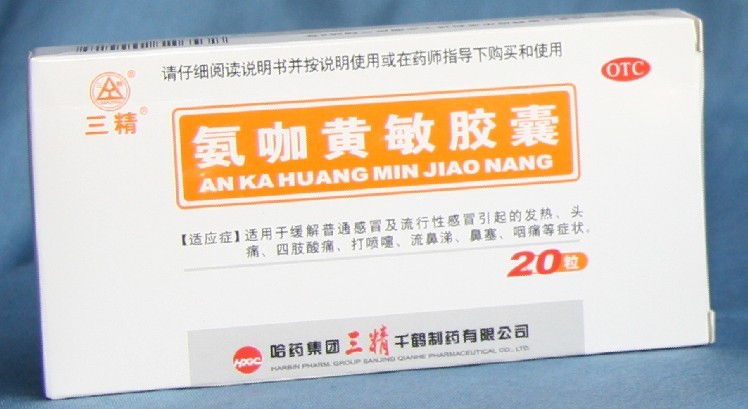 请仔细阅读说明书并按说明使用或在药师指导下购买和使用
OTC
三精®
氨咖黄敏胶囊
AN KA HUANG MIN JIAO NANG
【适应症】适用于缓解普通感冒及流行性感冒引起的发热、头
痛、四肢酸痛、打喷嚏、流鼻涕、鼻塞、咽痛等症状。
20粒
HPGC
哈药集团三精千鹤制药有限公司
HARBIN PHARM. GROUP SANJING QIANHE PHARMACEUTICAL CO., LTD.